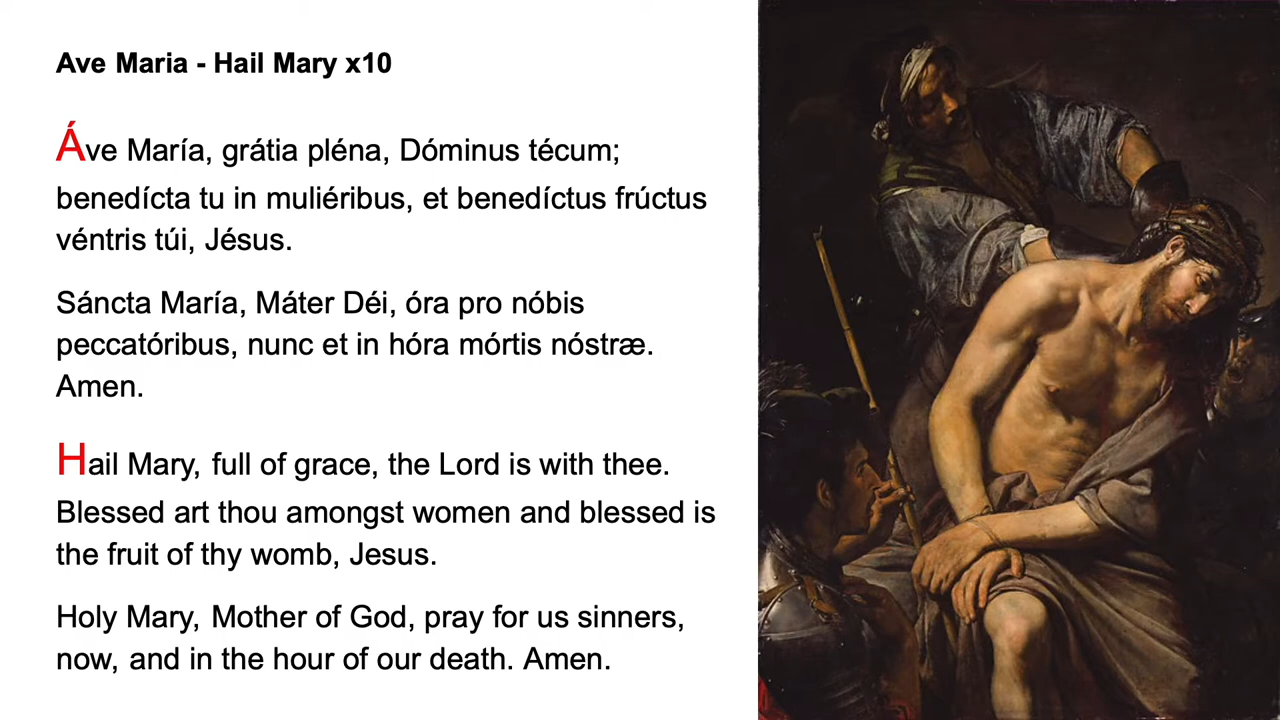 Ave Maria - Hail Mary x10
Áve María, grátia pléna, Dóminus técum;
benedícta tu in muliéribus, et benedíctus frúctus
véntris túi, Jésus.
Sáncta María, Máter Déi, óra pro nóbis
peccatóribus, nunc et in hóra mórtis nóstræ.
Amen.
Hail Mary, full of grace, the Lord is with thee.
Blessed art thou amongst women and blessed is
the fruit of thy womb, Jesus.
Holy Mary, Mother of God, pray for us sinners,
now, and in the hour of our death. Amen.